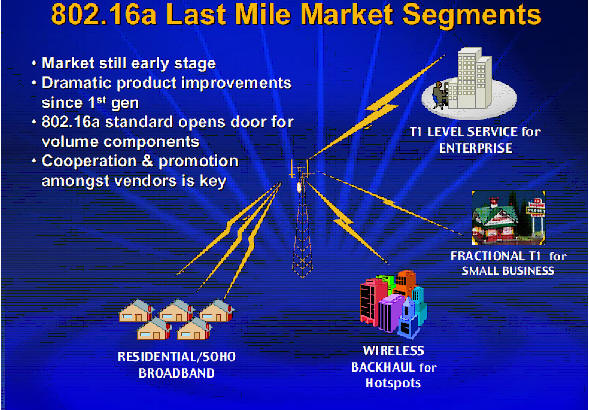 802.16a Last Mile Market Segments
• Market still early stage
• Dramatic product improvements
since 1st gen
• 802.16a standard opens door for
volume components
• Cooperation & promotion
amongst vendors is key
T1 LEVEL SERVICE for
ENTERPRISE
FRACTIONAL T1 for
SMALL BUSINESS
WIRELESS
BACKHAUL for
Hotspots
RESIDENTIAL/SOHO
BROADBAND